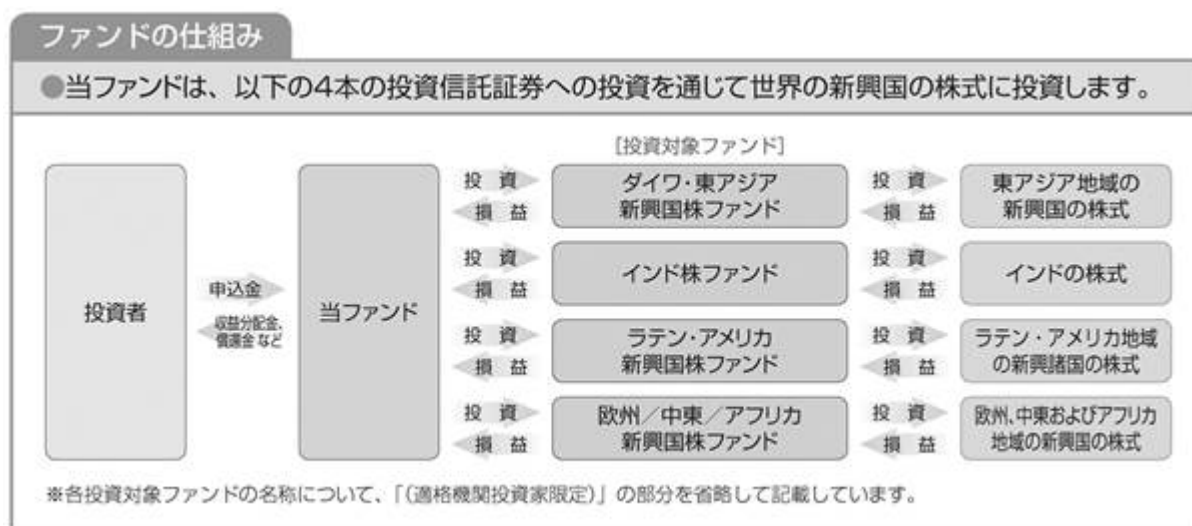 ファンドの仕組み
●当ファンドは、以下の4本の投資信託証券への投資を通じて世界の新興国の株式に投資します。
[投資対象ファンド]
投資者
申込金
収益分配金、
償還金 など
当ファンド
投 資
損 益
ダイワ・東アジア
新興国株ファンド
投 資
損 益
東アジア地域の
新興国の株式
投 資
損 益
インド株ファンド
投 資
損 益
インドの株式
投 資
損 益
ラテン・アメリカ
新興国株ファンド
投 資
損 益
ラテン・アメリカ地域
の新興諸国の株式
投 資
損 益
欧州/中東/アフリカ
新興国株ファンド
投 資
損 益
欧州、中東およびアフリカ
地域の新興国の株式
※各投資対象ファンドの名称について、「(適格機関投資家限定)」の部分を省略して記載しています。